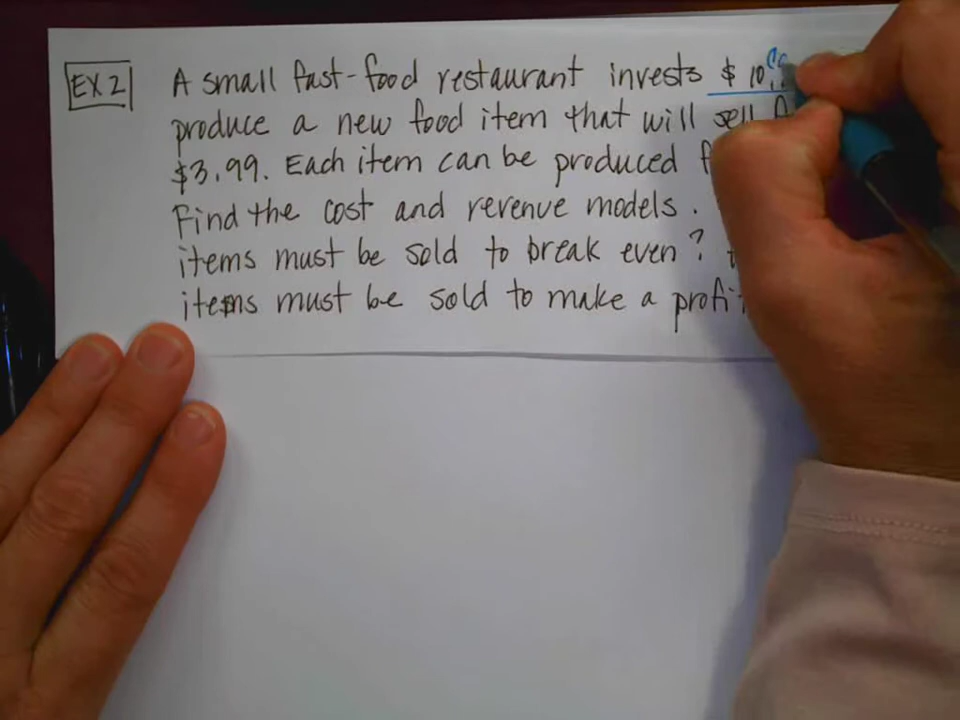 EX 2 A small fast-food restaurant invests $ 10
produce a new food item that will sell
$3.99. Each item can be produced
Find the cost and revenue models.
items must be sold to break even?
items must be sold to make a profit